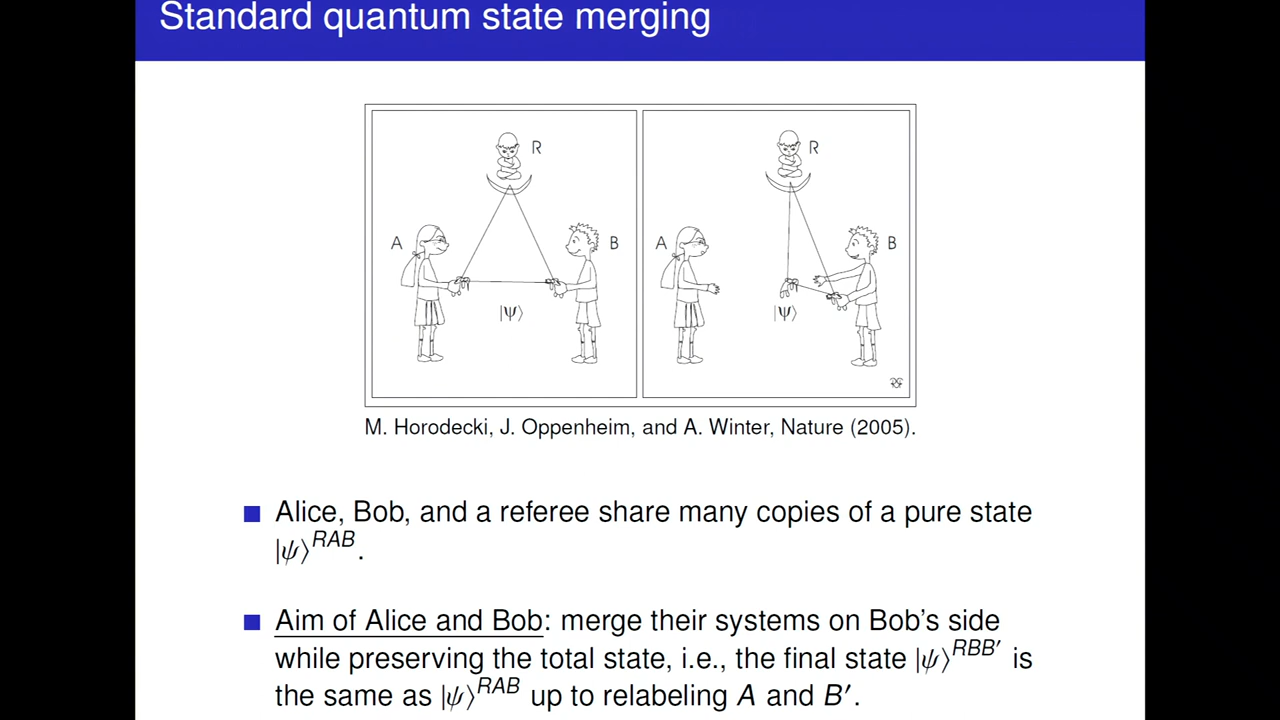 Standard quantum state merging
R
R
A
B
A
B
|Ψ⟩
|Ψ⟩
M. Horodecki, J. Oppenheim, and A. Winter, Nature (2005).
Alice, Bob, and a referee share many copies of a pure state
|ψ⟩^RAB.
Aim of Alice and Bob: merge their systems on Bob's side
while preserving the total state, i.e., the final state |ψ⟩^RBB′ is
the same as |ψ⟩^RAB up to relabeling A and B′.